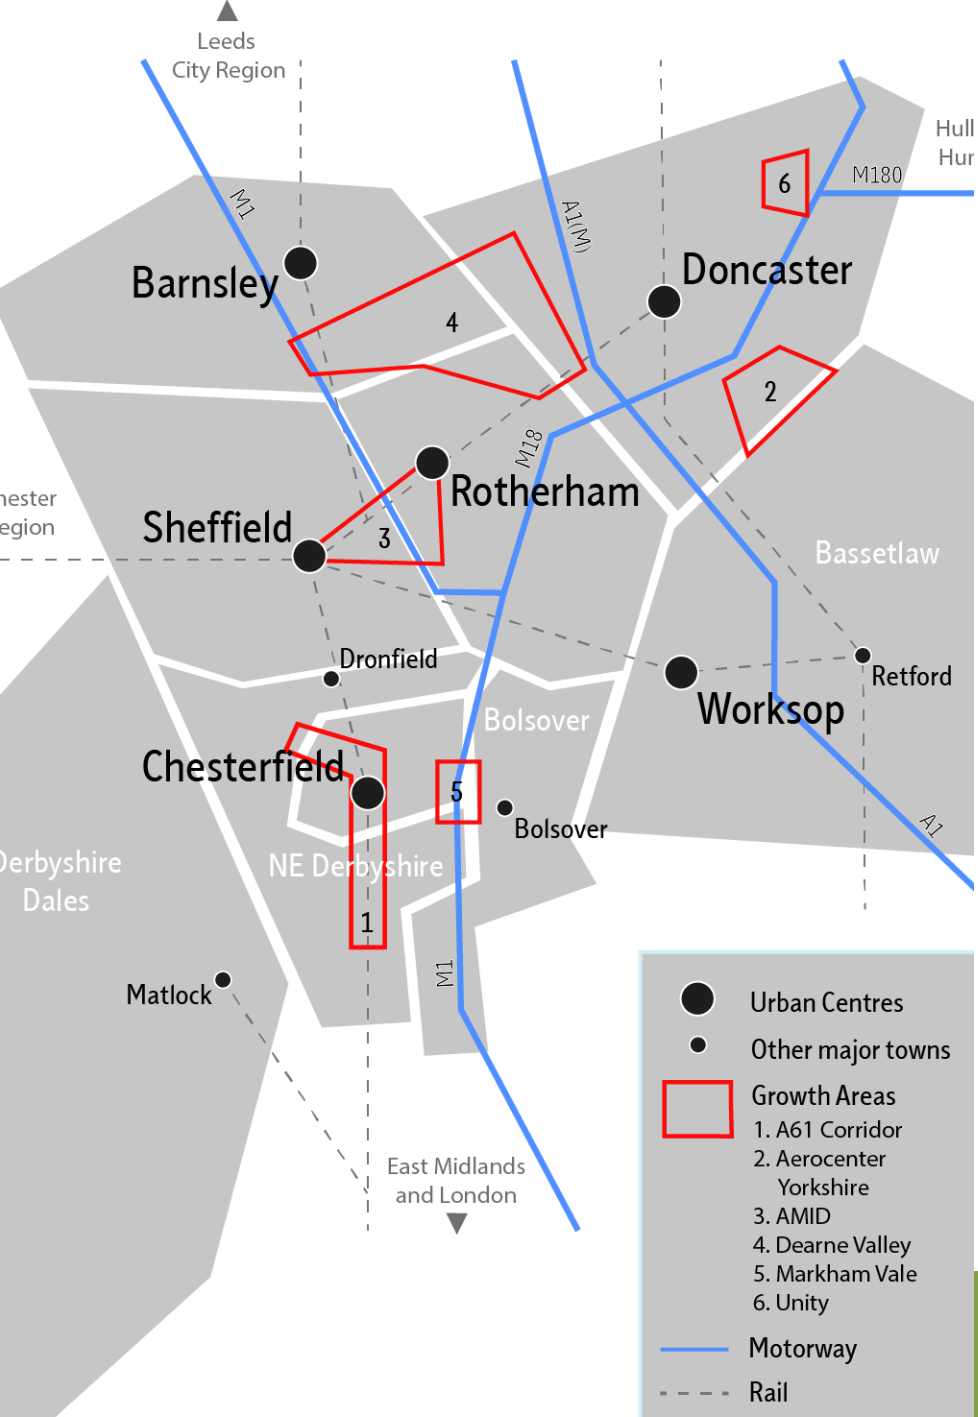 Leeds
City Region
Hull
Hum
M180
M1
A1(M)
6
Doncaster
Barnsley
4
2
M18
Rotherham
hester
egion
Sheffield
3
Bassetlaw
Dronfield
Retford
Bolsover
Worksop
Chesterfield
5
Bolsover
A1
Derbyshire
Dales
NE Derbyshire
1
M1
Matlock
East Midlands
and London
Urban Centres
Other major towns
Growth Areas
1. A61 Corridor
2. Aerocenter
Yorkshire
3. AMID
4. Dearne Valley
5. Markham Vale
6. Unity
Motorway
Rail